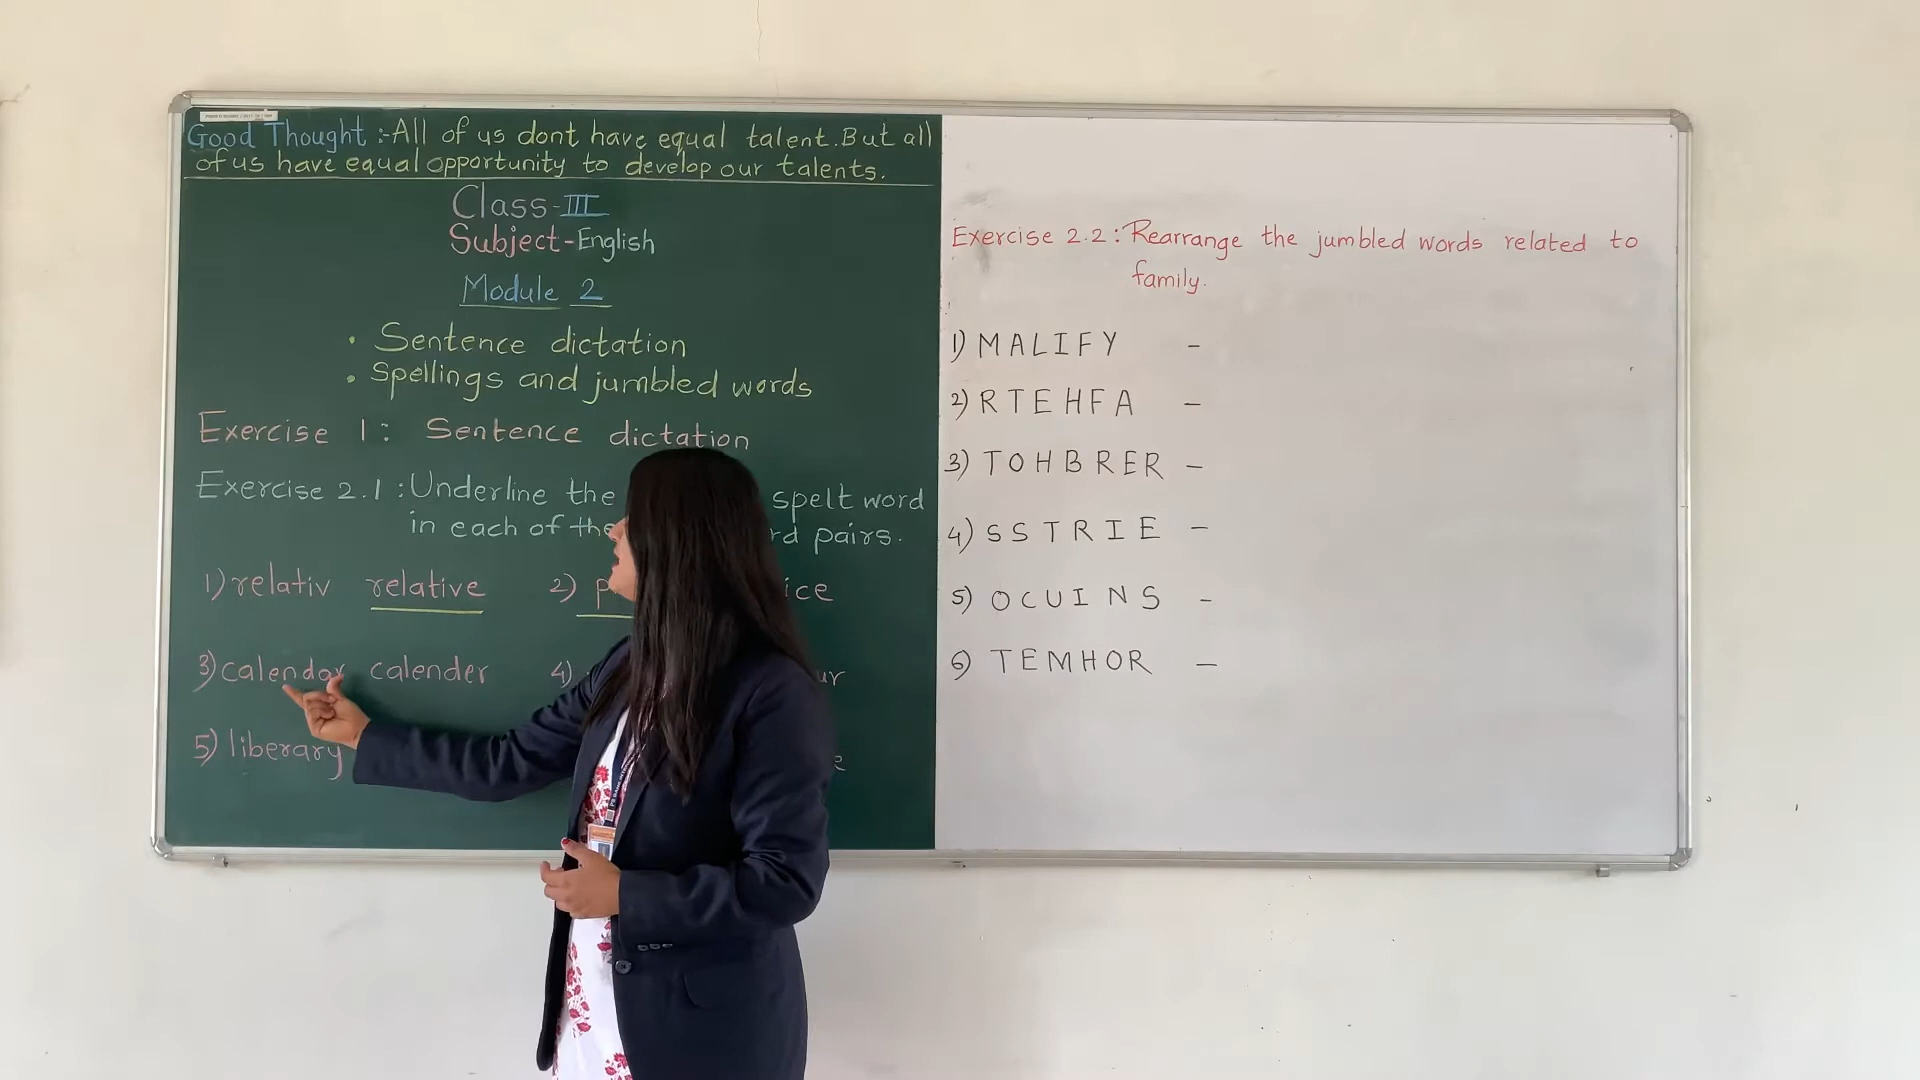 Good Thought :- All of us dont have equal talent. But all
of us have equal opportunity to develop our talents.
Class-III
Subject-English
Module 2
• Sentence dictation
• Spellings and jumbled words
Exercise 1: Sentence dictation
Exercise 2.1: Underline the spelt word
in each of the pairs.
1) relativ relative 2)
3) calendar calender 4)
5) liberary
Exercise 2.2: Rearrange the jumbled words related to
family.
1) MALIFY -
2) RTEHFA -
3) TOHBRER -
4) SSTRIE -
5) OCUINS -
6) TEMHOR -